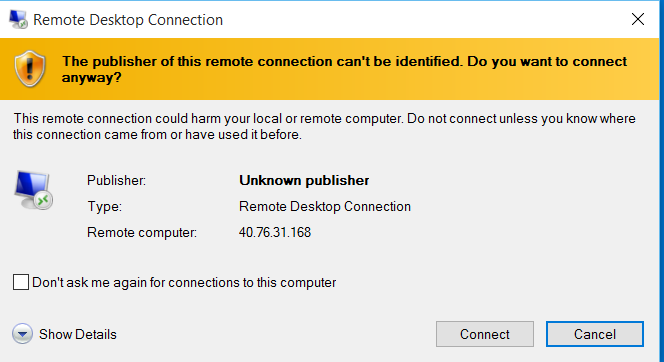 Remote Desktop Connection
The publisher of this remote connection can't be identified. Do you want to connect
anyway?
This remote connection could harm your local or remote computer. Do not connect unless you know where
this connection came from or have used it before.
Publisher: Unknown publisher
Type: Remote Desktop Connection
Remote computer: 40.76.31.168
Don't ask me again for connections to this computer
Show Details Connect Cancel